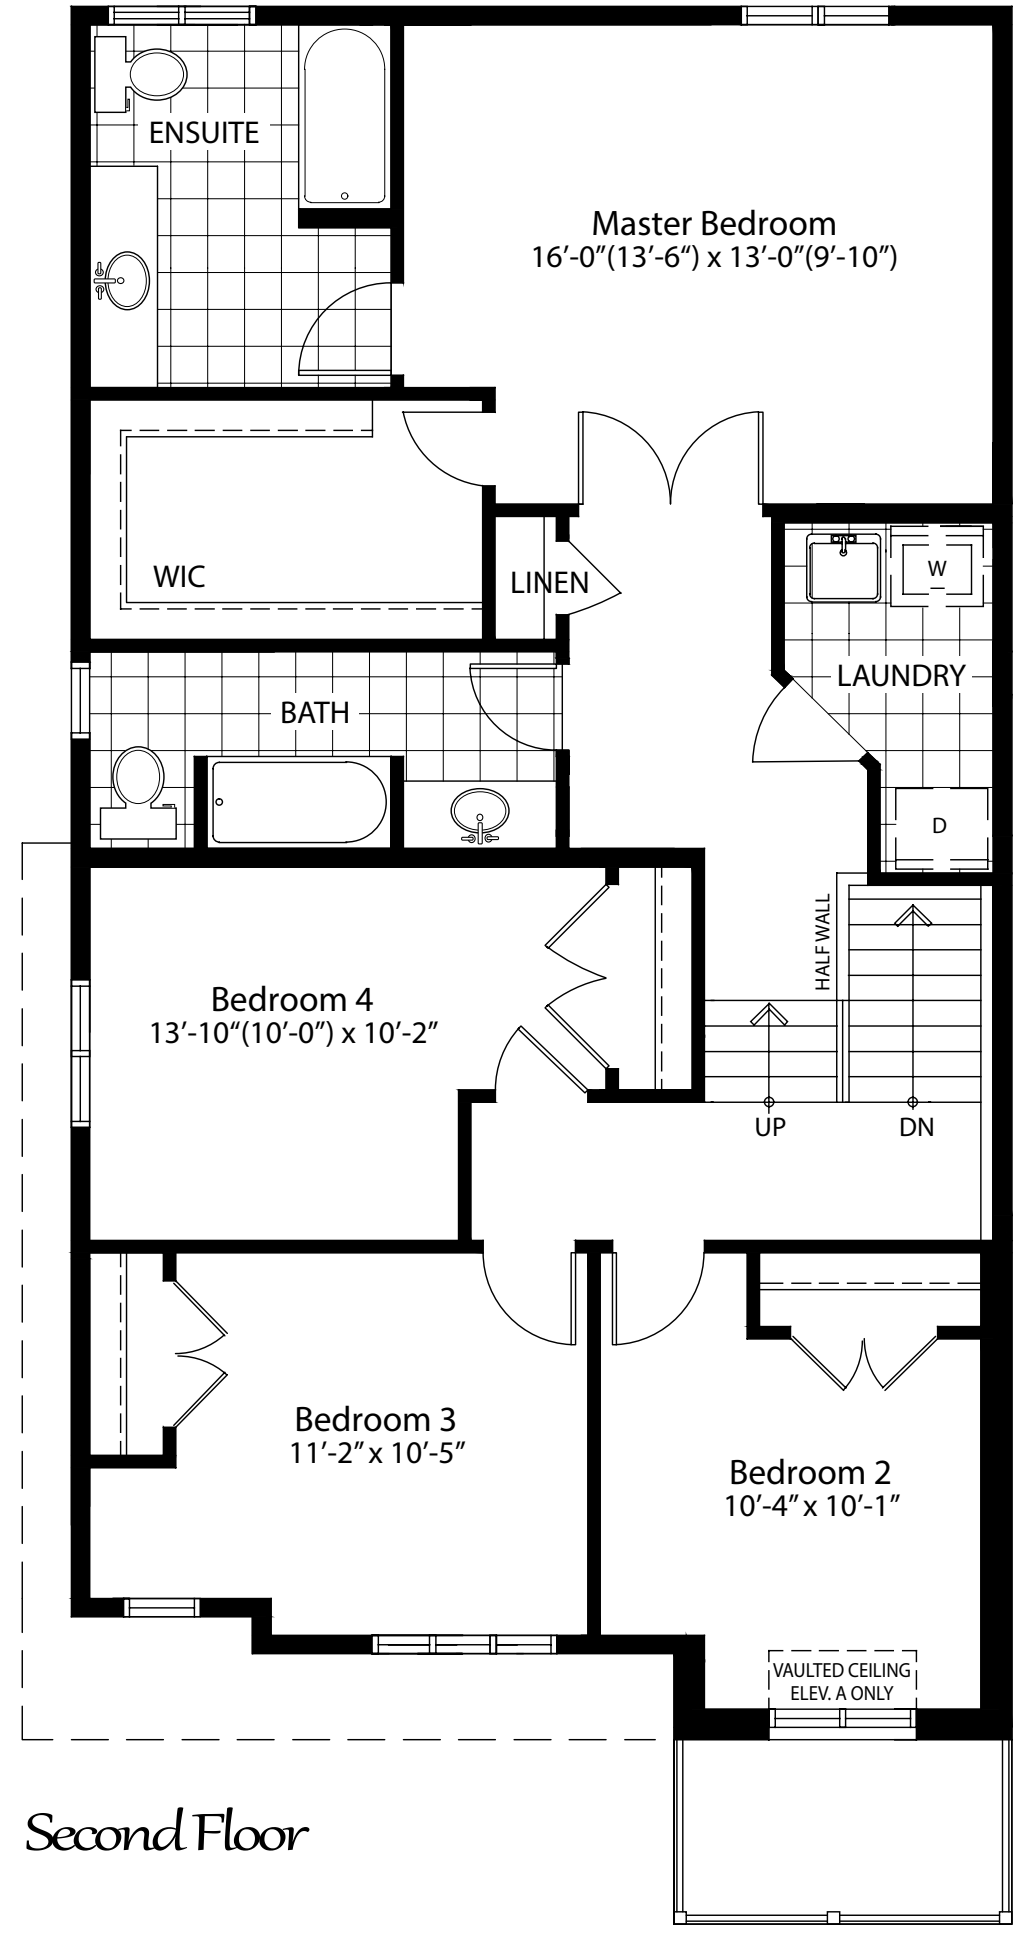 ENSUITE
Master Bedroom
16’-0”(13’-6“) x 13’-0”(9’-10”)
WIC
LINEN
W
LAUNDRY
BATH
D
HALF WALL
Bedroom 4
13’-10“(10’-0”) x 10’-2”
UP
DN
Bedroom 3
11’-2” x 10’-5”
Bedroom 2
10’-4” x 10’-1”
VAULTED CEILING
ELEV. A ONLY
Second Floor